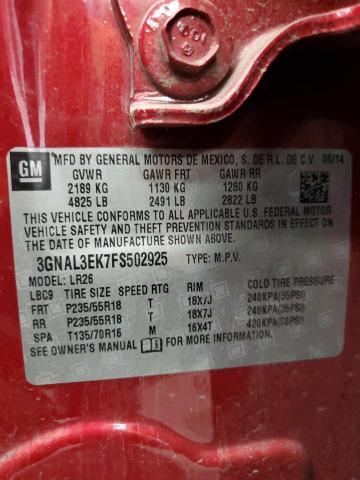 GM MFD BY GENERAL MOTORS DE MEXICO, S. DE R.L. DE C.V. 06/14
GVWR GAWR FRT GAWR RR
2189 KG 1130 KG 1280 KG
4825 LB 2491 LB 2822 LB
THIS VEHICLE CONFORMS TO ALL APPLICABLE U.S. FEDERAL MOTOR
VEHICLE SAFETY AND THEFT PREVENTION STANDARDS IN EFFECT ON THE
DATE OF MANUFACTURE SHOWN ABOVE.
3GNAL3EK7FS502925 TYPE: M.P.V.
MODEL: LR26
LBC9 TIRE SIZE SPEED RTG RIM COLD TIRE PRESSURE
FRT P235/55R18 T 18X7J 240KPA(35PSI)
RR P235/55R18 T 18X7J 240KPA(35PSI)
SPA T135/70R16 M 16X4T 420KPA(60PSI)
SEE OWNER'S MANUAL FOR MORE INFORMATION